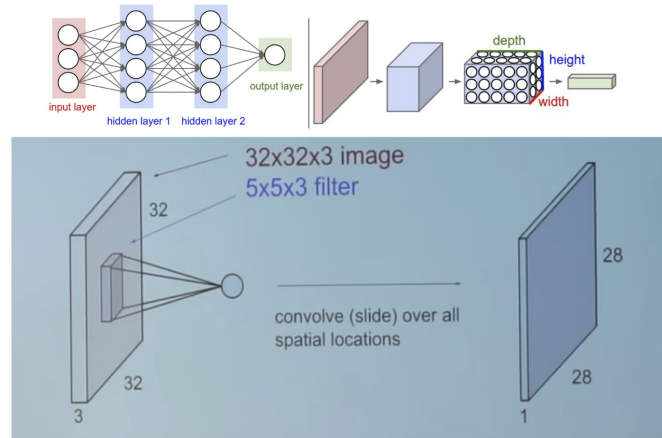 input layer
hidden layer 1
hidden layer 2
output layer
depth
height
width
32x32x3 image
5x5x3 filter
32
32
3
convolve (slide) over all
spatial locations
28
28
1